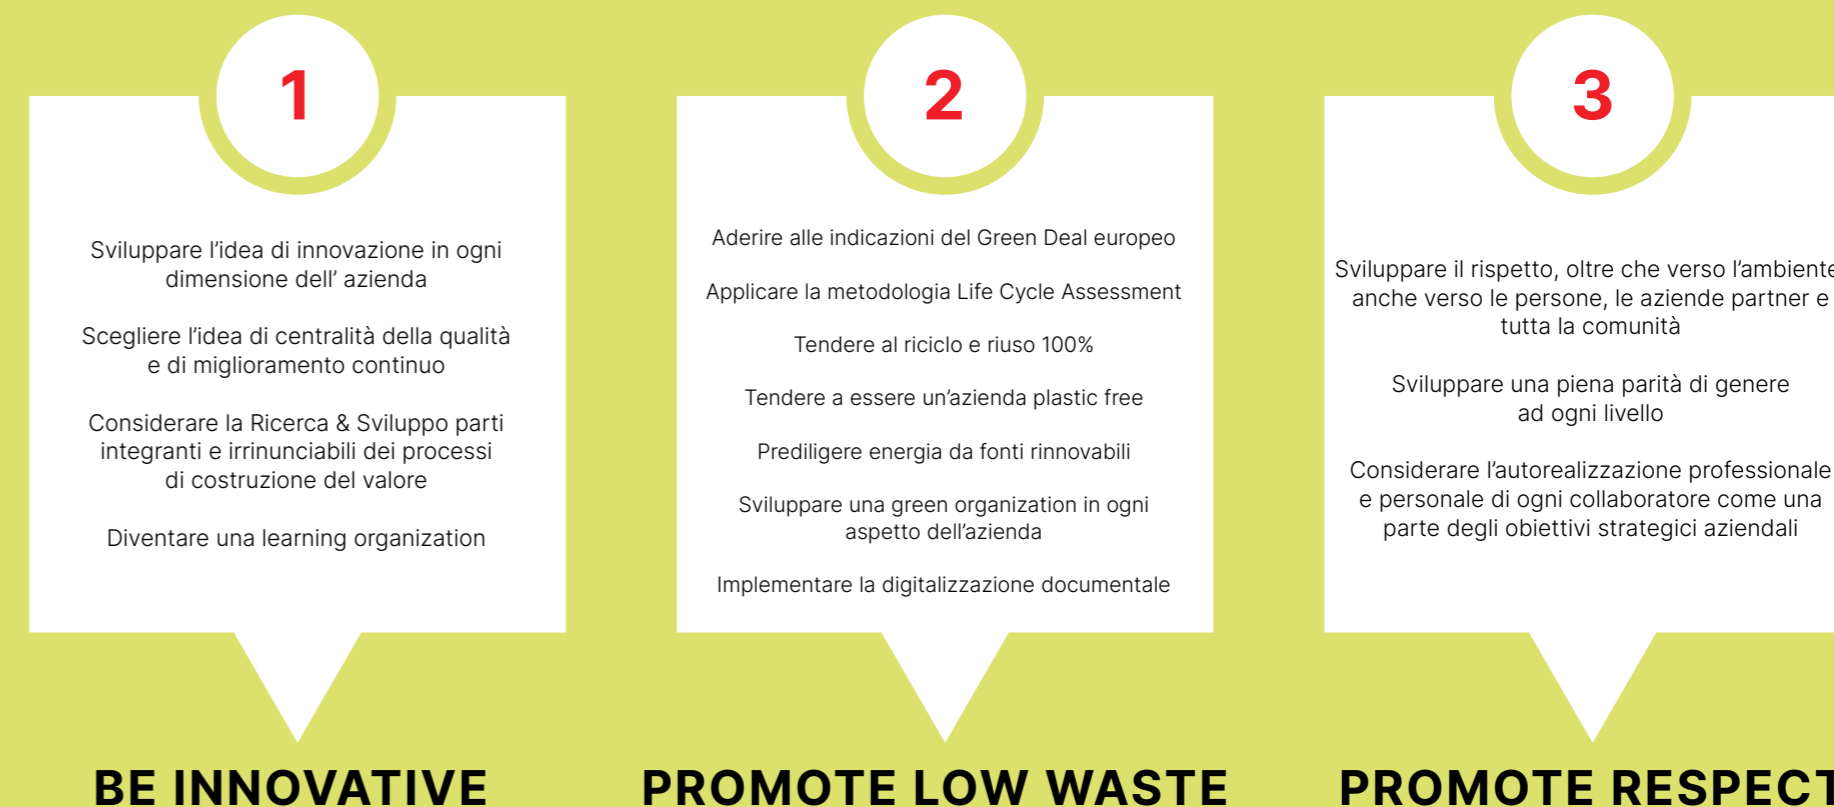 1
Sviluppare l’idea di innovazione in ogni
dimensione dell’ azienda
Scegliere l’idea di centralità della qualità
e di miglioramento continuo
Considerare la Ricerca & Sviluppo parti
integranti e irrinunciabili dei processi
di costruzione del valore
Diventare una learning organization
BE INNOVATIVE
2
Aderire alle indicazioni del Green Deal europeo
Applicare la metodologia Life Cycle Assessment
Tendere al riciclo e riuso 100%
Tendere a essere un’azienda plastic free
Prediligere energia da fonti rinnovabili
Sviluppare una green organization in ogni
aspetto dell’azienda
Implementare la digitalizzazione documentale
PROMOTE LOW WASTE
3
Sviluppare il rispetto, oltre che verso l’ambiente
anche verso le persone, le aziende partner e
tutta la comunità
Sviluppare una piena parità di genere
ad ogni livello
Considerare l’autorealizzazione professionale
e personale di ogni collaboratore come una
parte degli obiettivi strategici aziendali
PROMOTE RESPECT